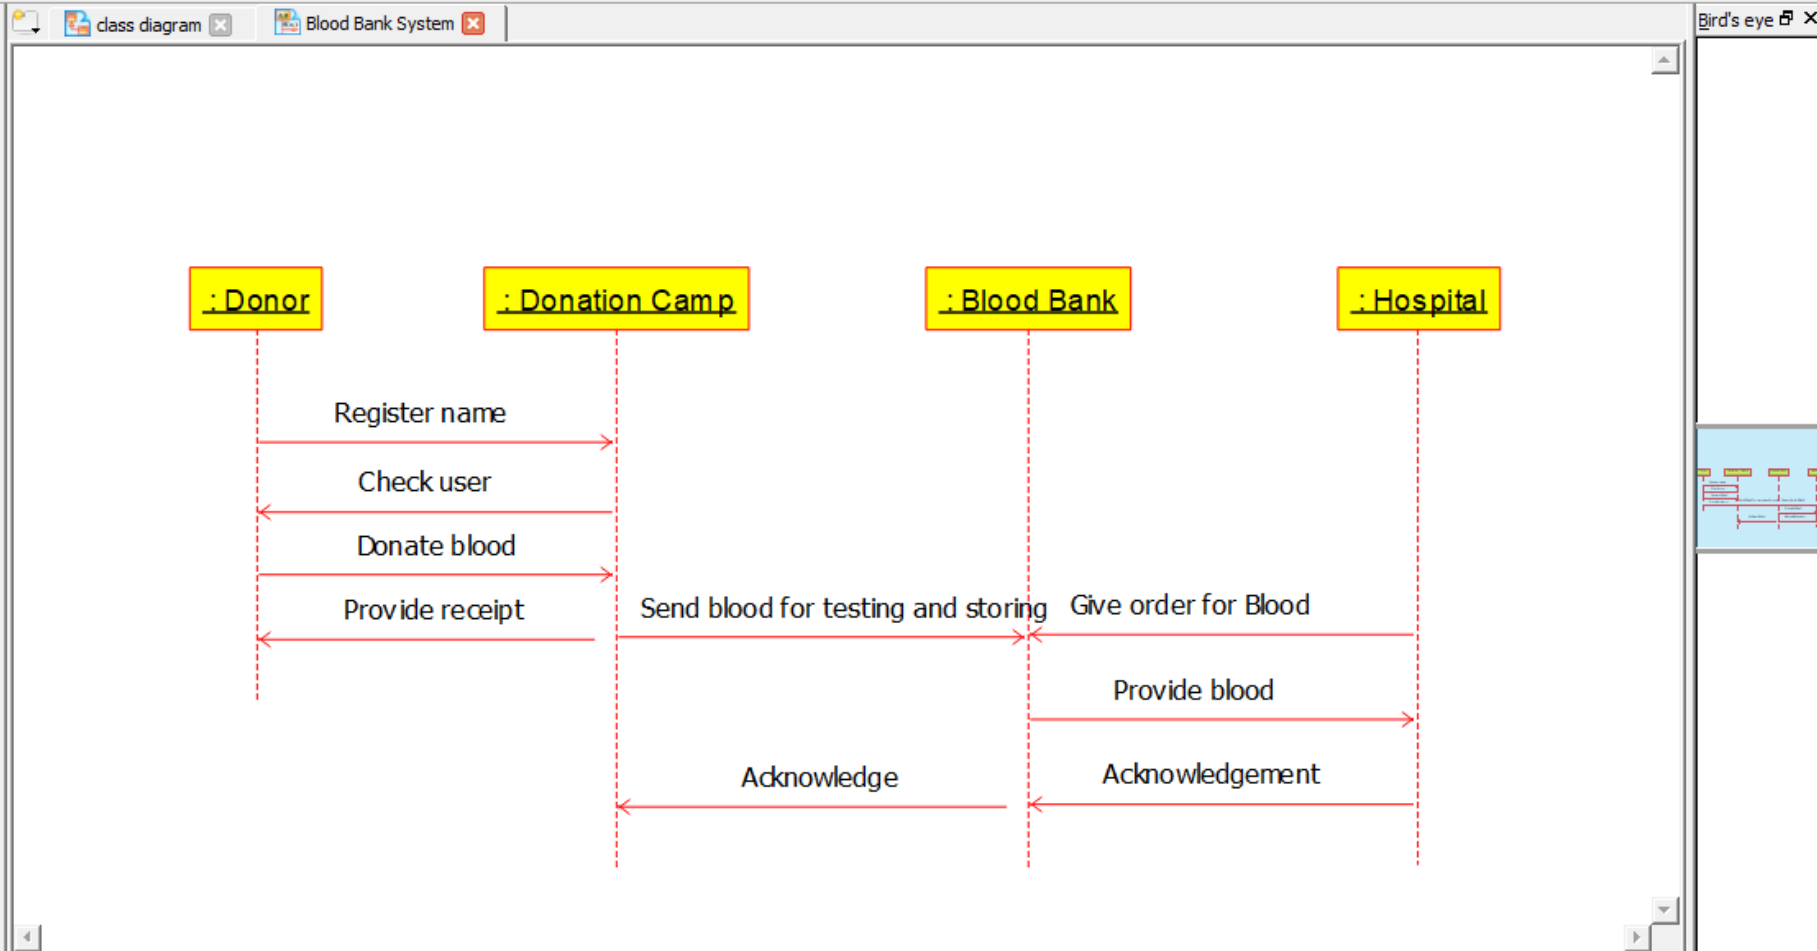 class diagram
Blood Bank System
Bird's eye
: Donor
: Donation Camp
: Blood Bank
: Hospital
Register name
Check user
Donate blood
Provide receipt
Send blood for testing and storing
Give order for Blood
Provide blood
Acknowledge
Acknowledgement